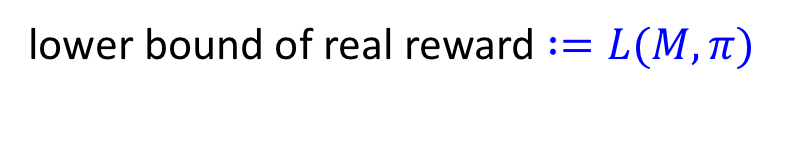 lower bound of real reward := L(M, π)